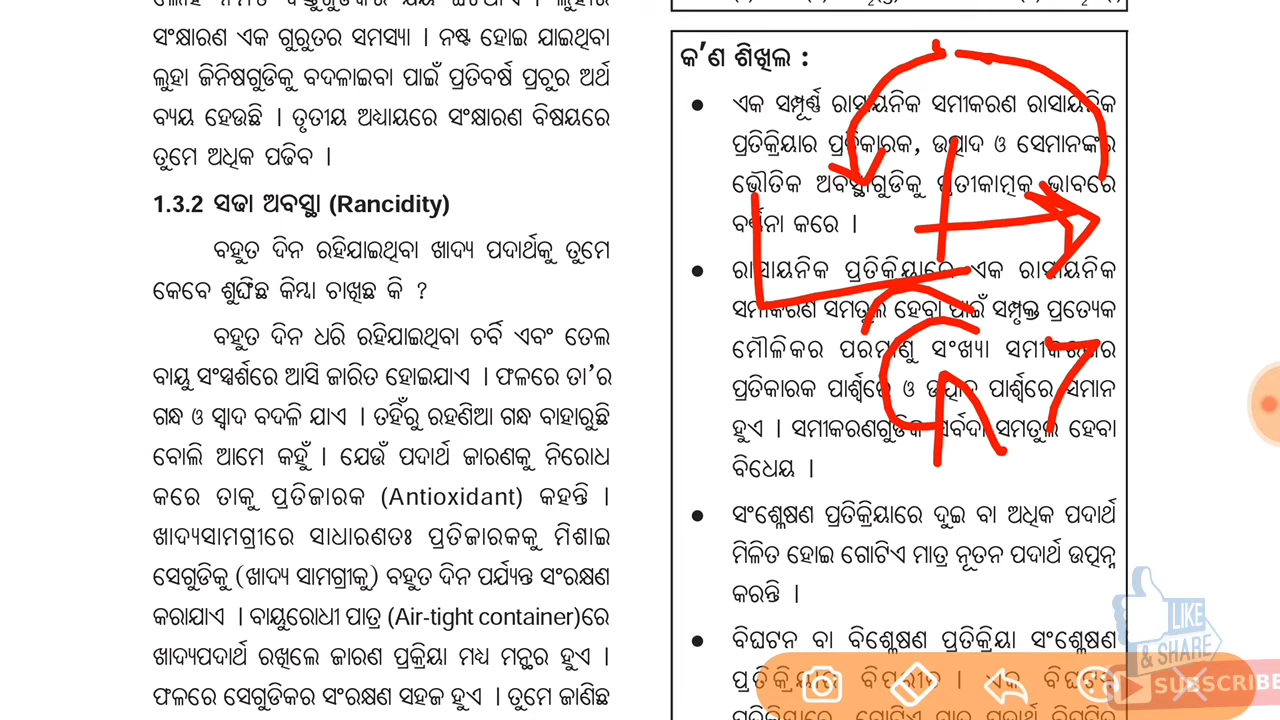 ସଂକ୍ଷାରଣ ଏକ ଗୁରୁତର ସମସ୍ୟା । ନଷ୍ଟ ହୋଇ ଯାଇଥିବା
ଲୁହା ଜିନିଷଗୁଡିକୁ ବଦଳାଇବା ପାଇଁ ପ୍ରତିବର୍ଷ ପ୍ରଚୁର ଅର୍ଥ
ବ୍ୟୟ ହେଉଛି । ତୃତୀୟ ଅଧ୍ୟାୟରେ ସଂକ୍ଷାରଣ ବିଷୟରେ
ତୁମେ ଅଧିକ ପଢିବ ।
1.3.2 ସଢା ଅବସ୍ଥା (Rancidity)
ବହୁତ ଦିନ ରହିଯାଇଥିବା ଖାଦ୍ୟ ପଦାର୍ଥକୁ ତୁମେ
କେବେ ଶୁଙ୍ଘିଛ କିମ୍ବା ଚାଖିଛ କି ?
ବହୁତ ଦିନ ଧରି ରହିଯାଇଥିବା ଚର୍ବି ଏବଂ ତେଲ
ବାୟୁ ସଂସ୍ପର୍ଶରେ ଆସି ଜାରିତ ହୋଇଯାଏ । ଫଳରେ ତା’ର
ଗନ୍ଧ ଓ ସ୍ଵାଦ ବଦଳି ଯାଏ । ତହିଁରୁ ରହଣିଆ ଗନ୍ଧ ବାହାରୁଛି
ବୋଲି ଆମେ କହୁଁ । ଯେଉଁ ପଦାର୍ଥ ଜାରଣକୁ ନିରୋଧ
କରେ ତାକୁ ପ୍ରତିଜାରକ (Antioxidant) କହନ୍ତି ।
ଖାଦ୍ୟସାମଗ୍ରୀରେ ସାଧାରଣତଃ ପ୍ରତିଜାରକକୁ ମିଶାଇ
ସେଗୁଡିକୁ (ଖାଦ୍ୟ ସାମଗ୍ରୀକୁ) ବହୁତ ଦିନ ପର୍ଯ୍ୟନ୍ତ ସଂରକ୍ଷଣ
କରାଯାଏ । ବାୟୁରୋଧୀ ପାତ୍ର (Air-tight container)ରେ
ଖାଦ୍ୟପଦାର୍ଥ ରଖିଲେ ଜାରଣ ପ୍ରକ୍ରିୟା ମଧ୍ୟ ମନ୍ଥର ହୁଏ ।
ଫଳରେ ସେଗୁଡିକର ସଂରକ୍ଷଣ ସହଜ ହୁଏ । ତୁମେ ଜାଣିଛ
କ’ଣ ଶିଖିଲ :
• ଏକ ସମ୍ପୂର୍ଣ୍ଣ ରାସାୟନିକ ସମୀକରଣ ରାସାୟନିକ
ପ୍ରତିକ୍ରିୟାର ପ୍ରତିକାରକ, ଉତ୍ପାଦ ଓ ସେମାନଙ୍କର
ଭୌତିକ ଅବସ୍ଥାଗୁଡିକୁ ପ୍ରତୀକାତ୍ମକ ଭାବରେ
ବର୍ଣ୍ଣନା କରେ ।
• ରାସାୟନିକ ପ୍ରତିକ୍ରିୟାରେ ଏକ ରାସାୟନିକ
ସମୀକରଣ ସମତୁଲ ହେବା ପାଇଁ ସମ୍ପୃକ୍ତ ପ୍ରତ୍ୟେକ
ମୌଳିକର ପରମାଣୁ ସଂଖ୍ୟା ସମୀକରଣର
ପ୍ରତିକାରକ ପାର୍ଶ୍ଵରେ ଓ ଉତ୍ପାଦ ପାର୍ଶ୍ଵରେ ସମାନ
ହୁଏ । ସମୀକରଣଗୁଡିକ ସର୍ବଦା ସମତୁଲ ହେବା
ବିଧେୟ ।
• ସଂଶ୍ଳେଷଣ ପ୍ରତିକ୍ରିୟାରେ ଦୁଇ ବା ଅଧିକ ପଦାର୍ଥ
ମିଳିତ ହୋଇ ଗୋଟିଏ ମାତ୍ର ନୂତନ ପଦାର୍ଥ ଉତ୍ପନ୍ନ
କରନ୍ତି ।
• ବିଘଟନ ବା ବିଶ୍ଳେଷଣ ପ୍ରତିକ୍ରିୟା ସଂଶ୍ଳେଷଣ
ପ୍ରତିକ୍ରିୟାର ବିପରୀତ । ଏକ ବିଘଟନ
LIKE
& SHARE
SUBSCRIBE